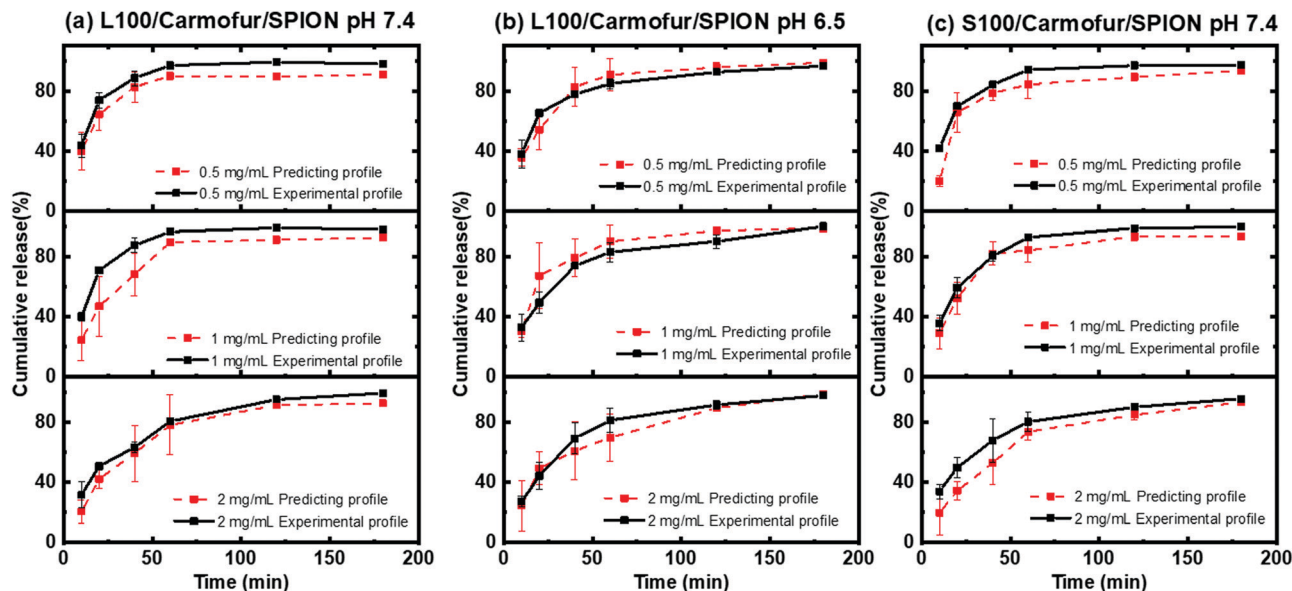 (a) L100/Carmofur/SPION pH 7.4
(b) L100/Carmofur/SPION pH 6.5
(c) S100/Carmofur/SPION pH 7.4
Cumulative release(%)
80
40
0
0.5 mg/mL Predicting profile
0.5 mg/mL Experimental profile
80
40
0
1 mg/mL Predicting profile
1 mg/mL Experimental profile
80
40
0
2 mg/mL Predicting profile
2 mg/mL Experimental profile
0 50 100 150 200
Time (min)
Cumulative release(%)
80
40
0
0.5 mg/mL Predicting profile
0.5 mg/mL Experimental profile
80
40
0
1 mg/mL Predicting profile
1 mg/mL Experimental profile
80
40
0
2 mg/mL Predicting profile
2 mg/mL Experimental profile
0 50 100 150 200
Time (min)
Cumulative release(%)
80
40
0
0.5 mg/mL Predicting profile
0.5 mg/mL Experimental profile
80
40
0
1 mg/mL Predicting profile
1 mg/mL Experimental profile
80
40
0
2 mg/mL Predicting profile
2 mg/mL Experimental profile
0 50 100 150 200
Time (min)